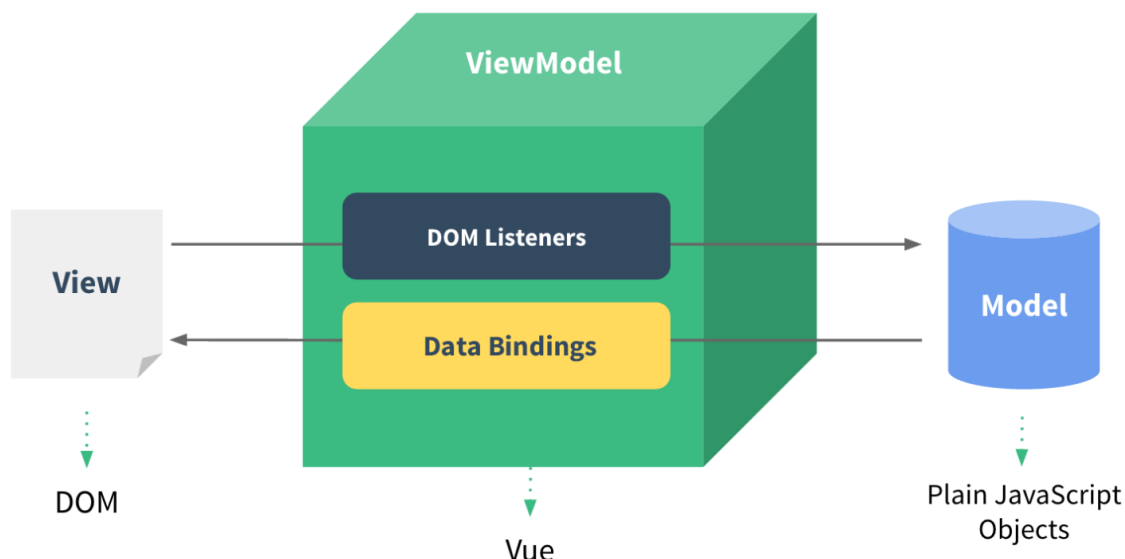 ViewModel
DOM Listeners
View
Model
Data Bindings
DOM
Plain JavaScript
Objects
Vue